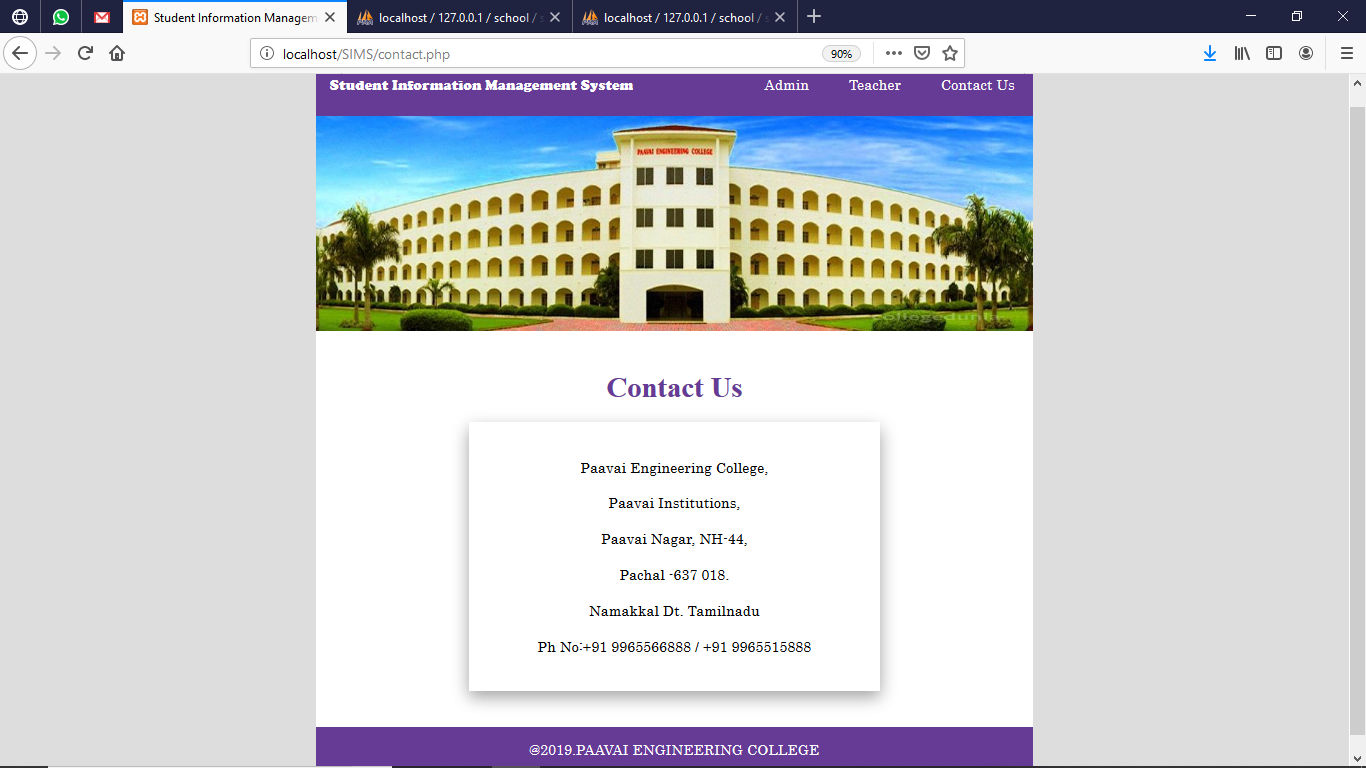 Student Information Managem
localhost / 127.0.0.1 / school /
localhost / 127.0.0.1 / school /
localhost/SIMS/contact.php
90%
Student Information Management System
Admin
Teacher
Contact Us
PAAVAI ENGINEERING COLLEGE
Contact Us
Paavai Engineering College,
Paavai Institutions,
Paavai Nagar, NH-44,
Pachal -637 018.
Namakkal Dt. Tamilnadu
Ph No:+91 9965566888 / +91 9965515888
@2019.PAAVAI ENGINEERING COLLEGE